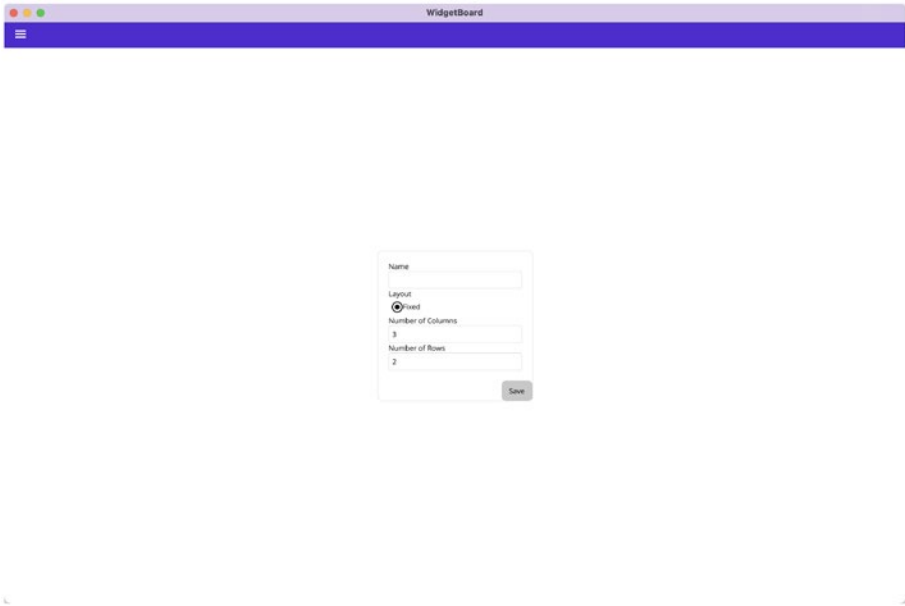 WidgetBoard
Name
Layout
Fixed
Number of Columns
3
Number of Rows
2
Save